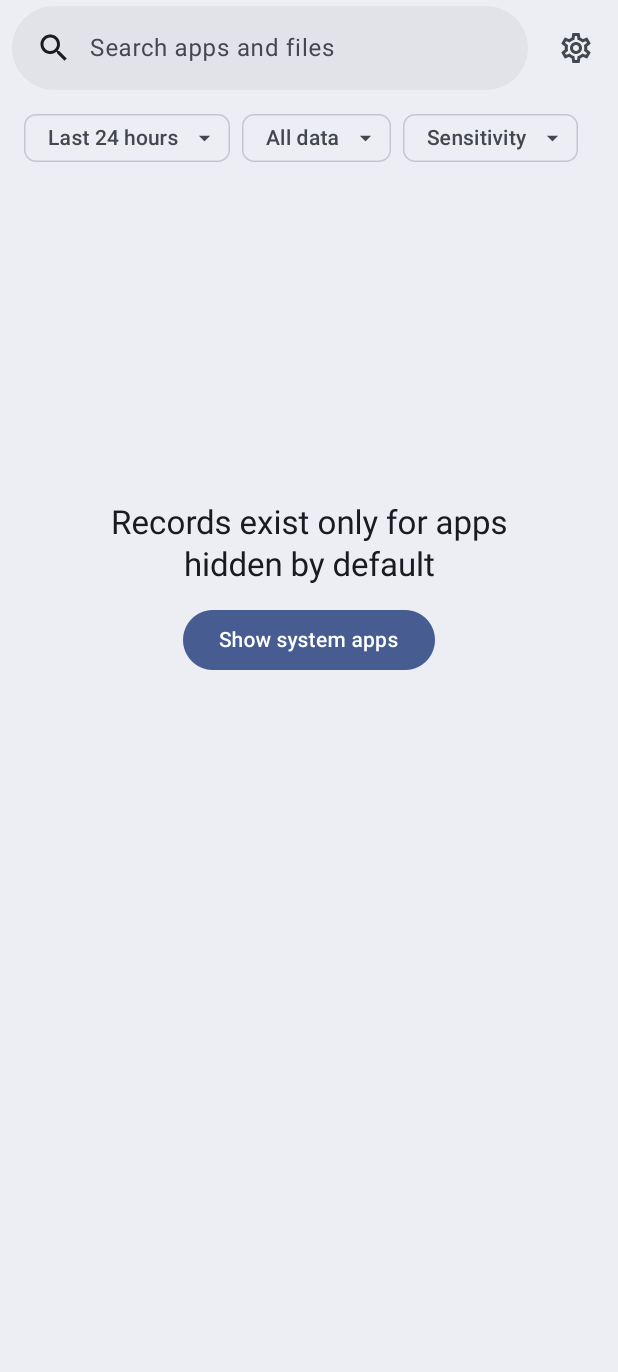 Search apps and files
Last 24 hours
All data
Sensitivity
Records exist only for apps
hidden by default
Show system apps